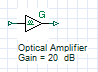 G
Optical Amplifier
Gain = 20 dB